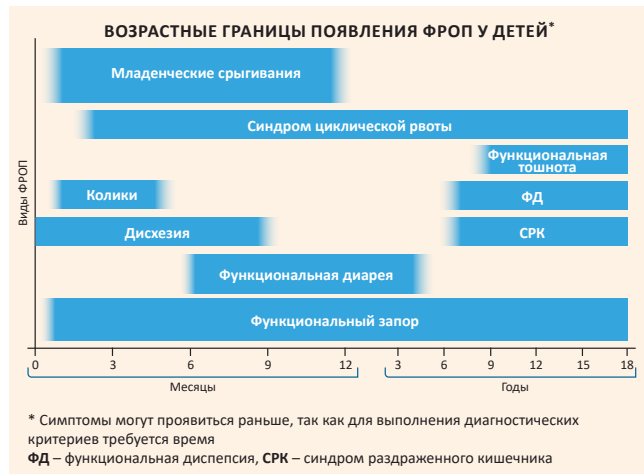 ВОЗРАСТНЫЕ ГРАНИЦЫ ПОЯВЛЕНИЯ ФРОП У ДЕТЕЙ*
Виды ФРОП
Младенческие срыгивания
Синдром циклической рвоты
Функциональная
тошнота
Колики
ФД
Дисхезия
СРК
Функциональная диарея
Функциональный запор
0 3 6 9 12 3 6 9 12 15 18
Месяцы Годы
* Симптомы могут проявиться раньше, так как для выполнения диагностических
критериев требуется время
ФД – функциональная диспепсия, СРК – синдром раздраженного кишечника